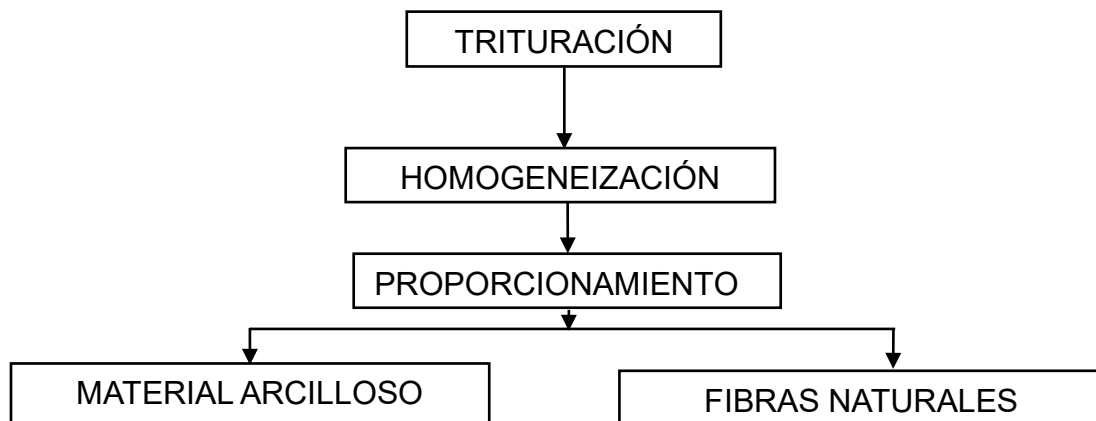 TRITURACIÓN
HOMOGENEIZACIÓN
PROPORCIONAMIENTO
MATERIAL ARCILLOSO
FIBRAS NATURALES